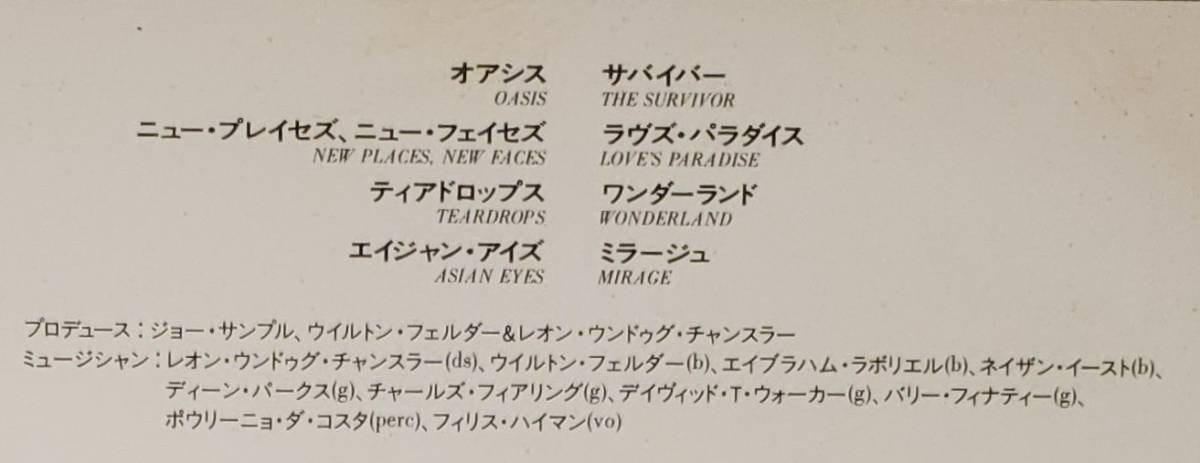 オアシス
OASIS
ニュー・プレイセズ、ニュー・フェイセズ
NEW PLACES, NEW FACES
ティアドロップス
TEARDROPS
エイジャン・アイズ
ASIAN EYES
サバイバー
THE SURVIVOR
ラヴズ・パラダイス
LOVE'S PARADISE
ワンダーランド
WONDERLAND
ミラージュ
MIRAGE
プロデュース：ジョー・サンプル、ウイルトン・フェルダー&レオン・ウンドゥグ・チャンスラー
ミュージシャン：レオン・ウンドゥグ・チャンスラー(ds)、ウイルトン・フェルダー(b)、エイブラハム・ラボリエル(b)、ネイザン・イースト(b)、
ディーン・パークス(g)、チャールズ・フィアリング(g)、デイヴィッド・T・ウォーカー(g)、バリー・フィナティー(g)、
ポウリーニョ・ダ・コスタ(perc)、フィリス・ハイマン(vo)